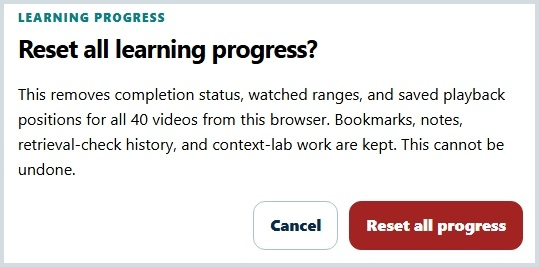 LEARNING PROGRESS
Reset all learning progress?
This removes completion status, watched ranges, and saved playback
positions for all 40 videos from this browser. Bookmarks, notes,
retrieval-check history, and context-lab work are kept. This cannot be
undone.
Cancel
Reset all progress